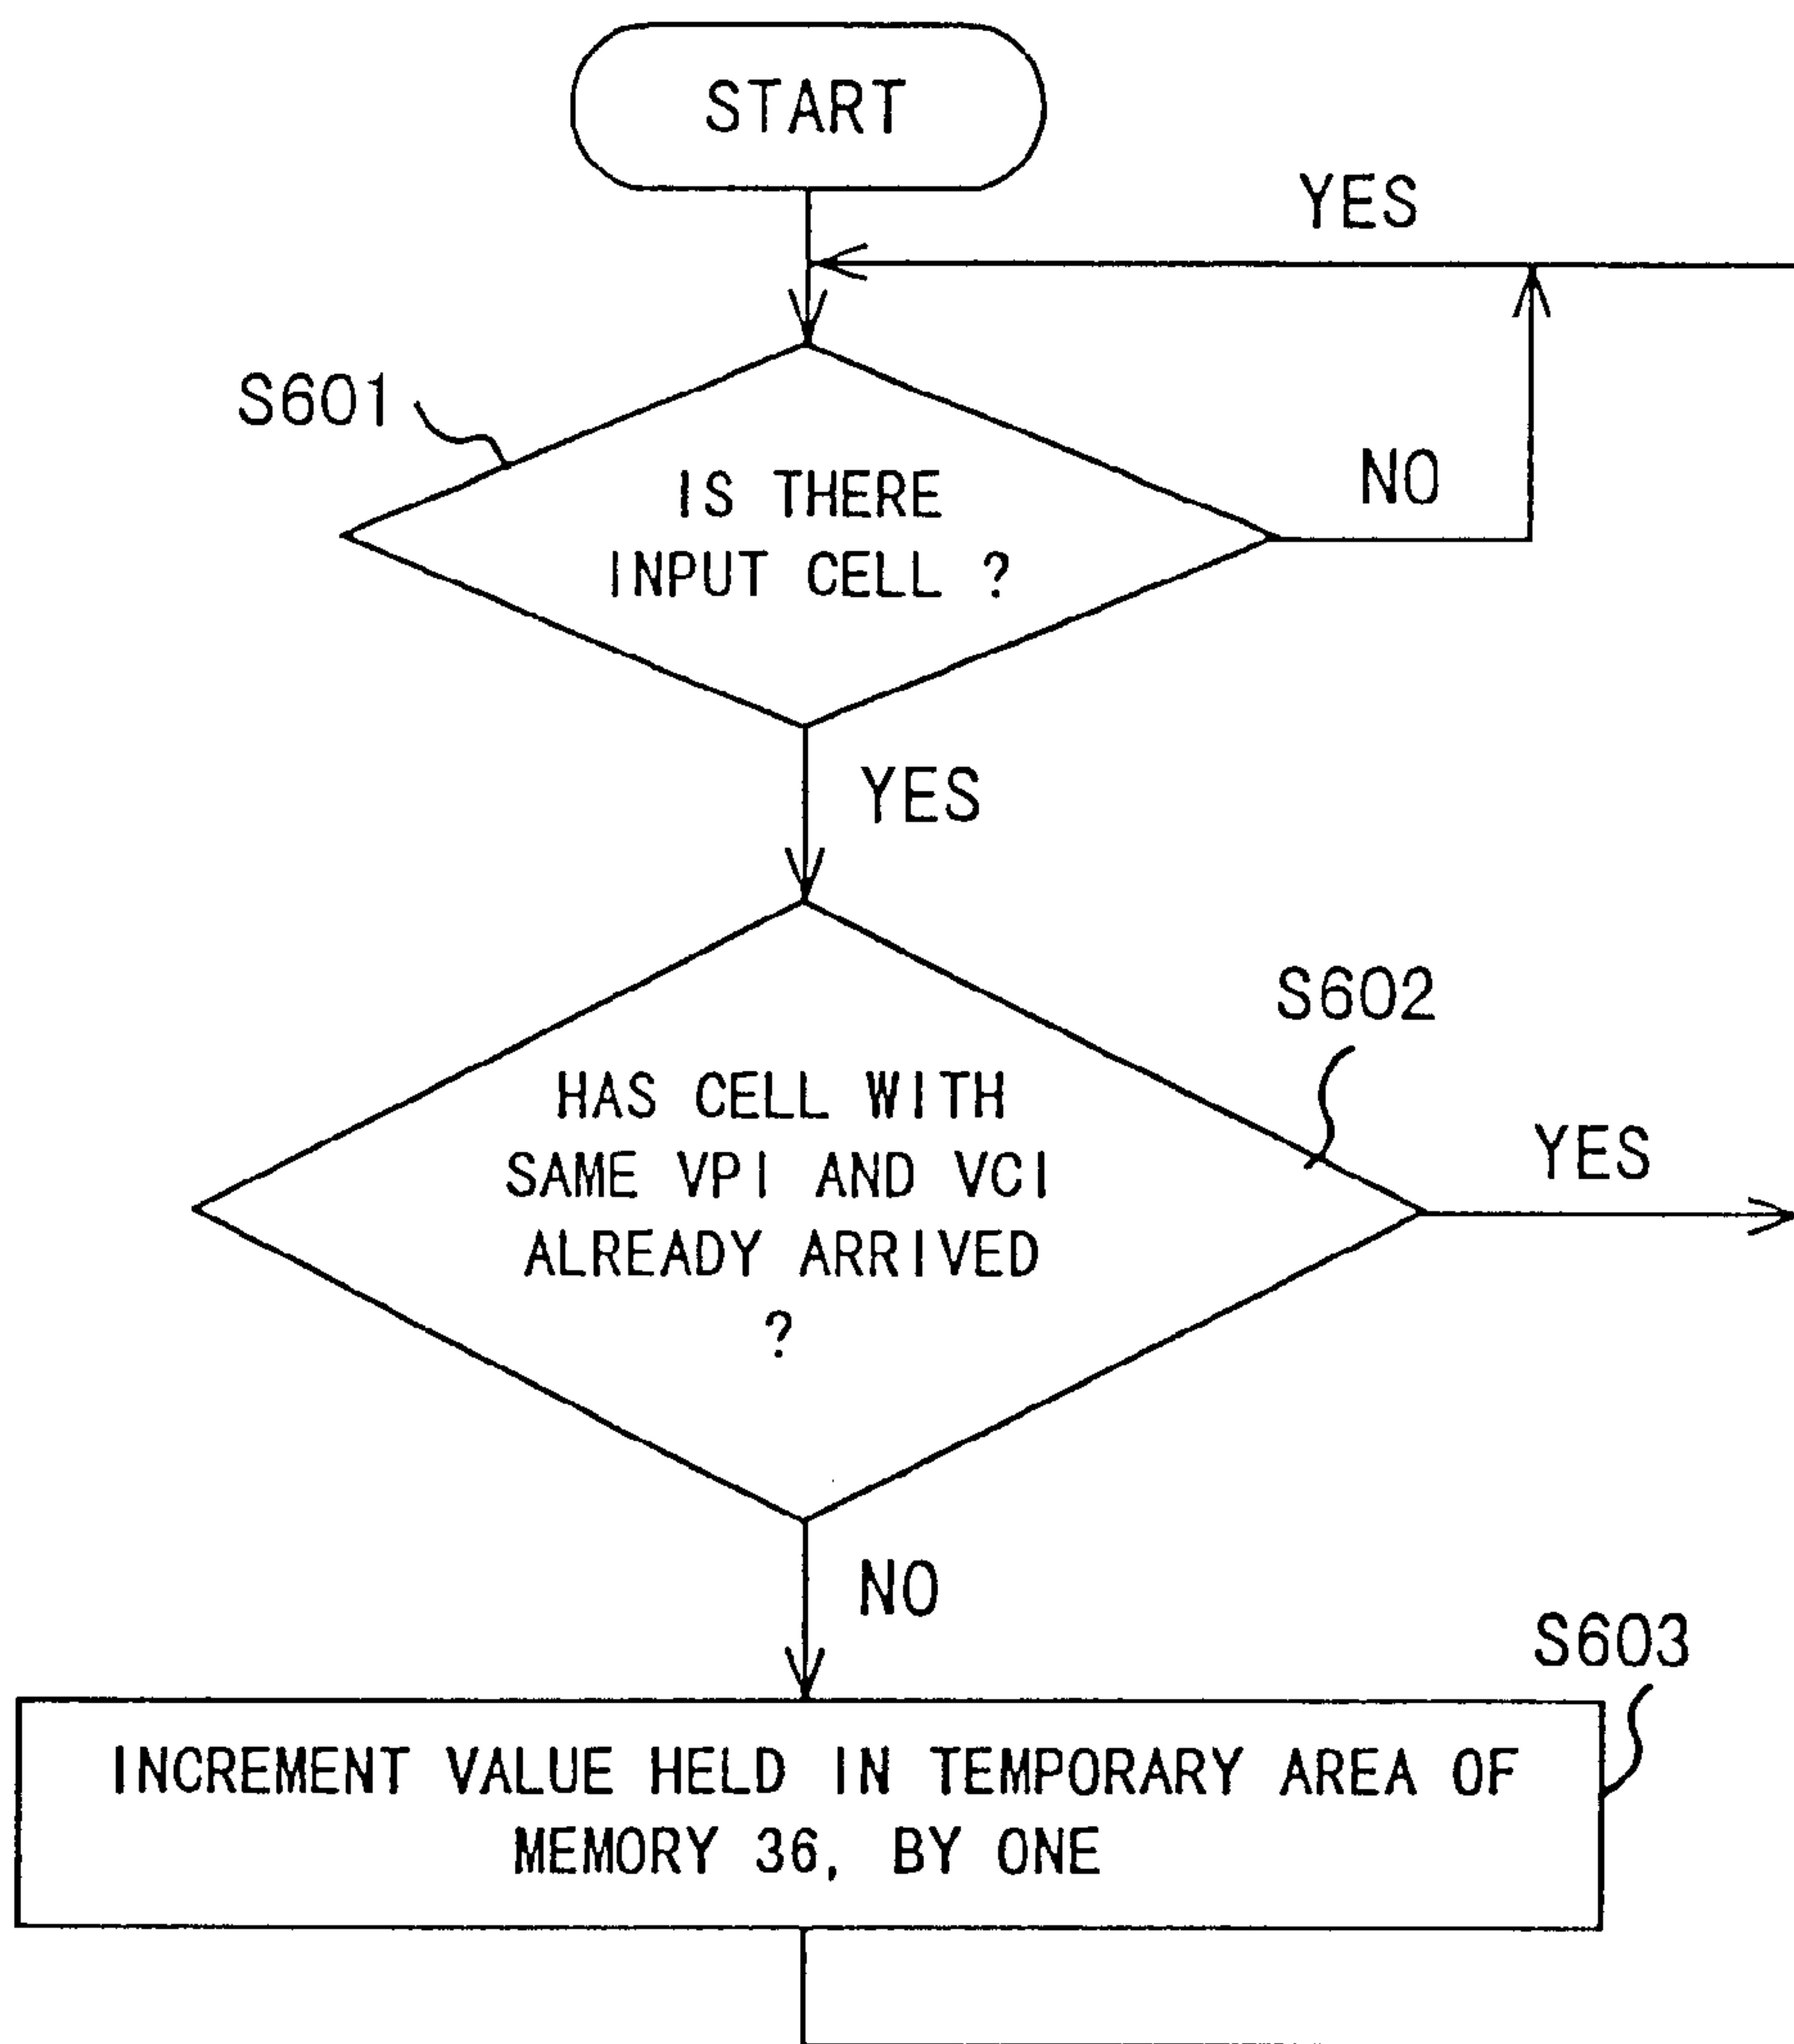 START
YES
S601
IS THERE
INPUT CELL ?
NO
YES
S602
HAS CELL WITH
SAME VPI AND VCI
ALREADY ARRIVED
?
YES
NO
S603
INCREMENT VALUE HELD IN TEMPORARY AREA OF
MEMORY 36, BY ONE